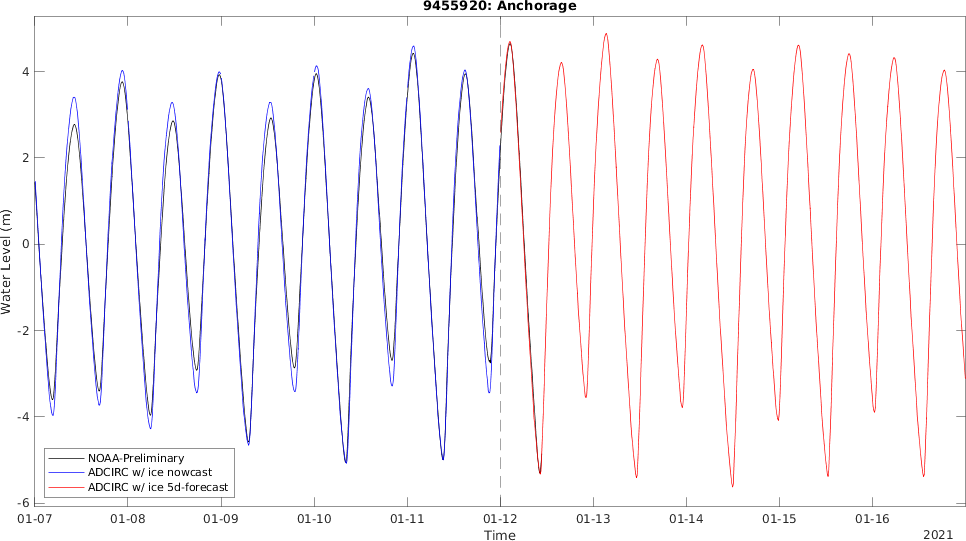 9455920: Anchorage
4
2
0
-2
-4
-6
Water Level (m)
NOAA-Preliminary
ADCIRC w/ ice nowcast
ADCIRC w/ ice 5d-forecast
01-07 01-08 01-09 01-10 01-11 01-12 01-13 01-14 01-15 01-16
Time
2021